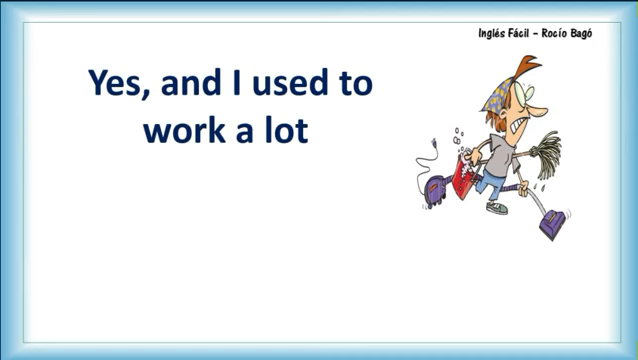 Inglés Fácil – Rocío Bagó
Yes, and I used to
work a lot